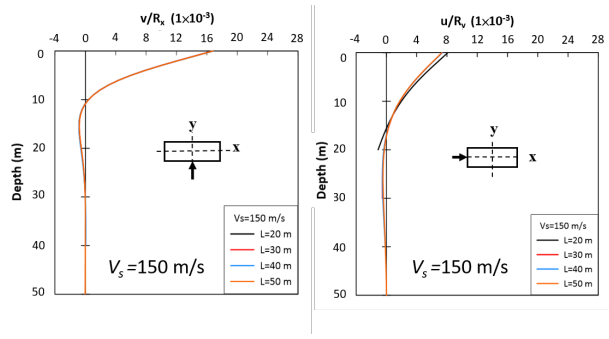 v/Rx (1×10-3)
-4 0 4 8 12 16 20 24 28
0
10
20
30
40
50
Depth (m)
y
x
Vs=150 m/s
L=20 m
L=30 m
L=40 m
L=50 m
Vs =150 m/s
u/Rv (1×10-3)
-4 0 4 8 12 16 20 24 28
0
10
20
30
40
50
Depth (m)
y
x
Vs=150 m/s
L=20 m
L=30 m
L=40 m
L=50 m
Vs =150 m/s